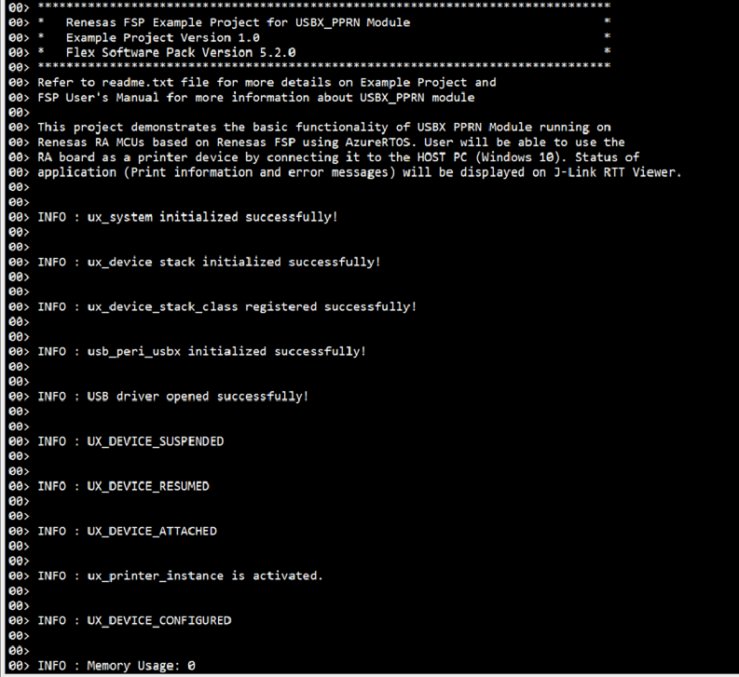 00> *******************************************************************************
00> *   Renesas FSP Example Project for USBX_PPRN Module                           *
00> *   Example Project Version 1.0                                                *
00> *   Flex Software Pack Version 5.2.0                                           *
00> *******************************************************************************
00> Refer to readme.txt file for more details on Example Project and
00> FSP User's Manual for more information about USBX_PPRN module
00>
00> This project demonstrates the basic functionality of USBX PPRN Module running on
00> Renesas RA MCUs based on Renesas FSP using AzureRTOS. User will be able to use the
00> RA board as a printer device by connecting it to the HOST PC (Windows 10). Status of
00> application (Print information and error messages) will be displayed on J-Link RTT Viewer.
00>
00>
00> INFO : ux_system initialized successfully!
00>
00>
00> INFO : ux_device stack initialized successfully!
00>
00>
00> INFO : ux_device_stack_class registered successfully!
00>
00>
00> INFO : usb_peri_usbx initialized successfully!
00>
00>
00> INFO : USB driver opened successfully!
00>
00>
00> INFO : UX_DEVICE_SUSPENDED
00>
00>
00> INFO : UX_DEVICE_RESUMED
00>
00>
00> INFO : UX_DEVICE_ATTACHED
00>
00>
00> INFO : ux_printer_instance is activated.
00>
00>
00> INFO : UX_DEVICE_CONFIGURED
00>
00>
00> INFO : Memory Usage: 0